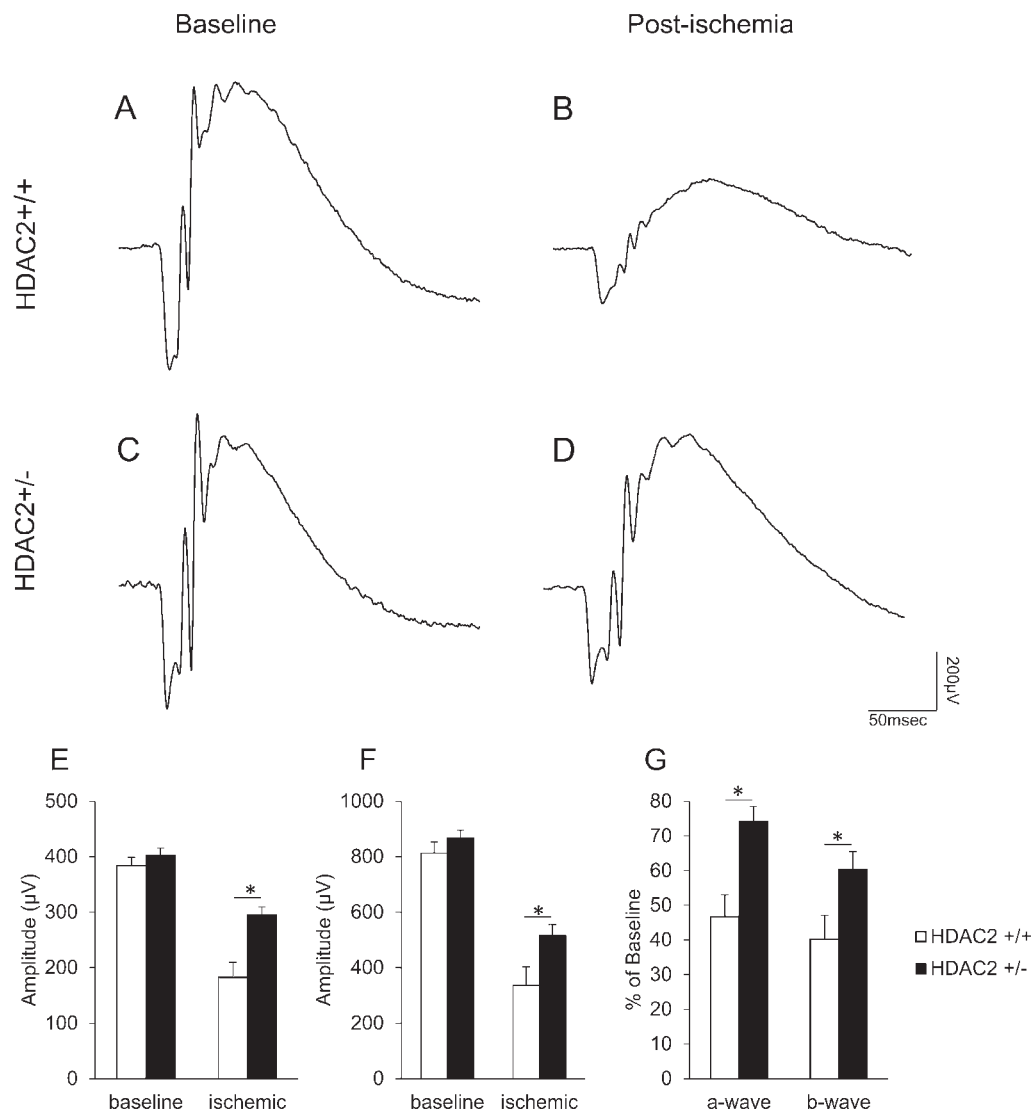 Baseline
Post-ischemia
A
B
HDAC2+/+
C
D
HDAC2+/-
200µV
50msec
E
F
G
500
400
300
200
100
0
Amplitude (µV)
*
baseline
ischemic
1000
800
600
400
200
0
Amplitude (µV)
*
baseline
ischemic
80
70
60
50
40
30
20
10
0
% of Baseline
*
*
a-wave
b-wave
HDAC2 +/+
HDAC2 +/-